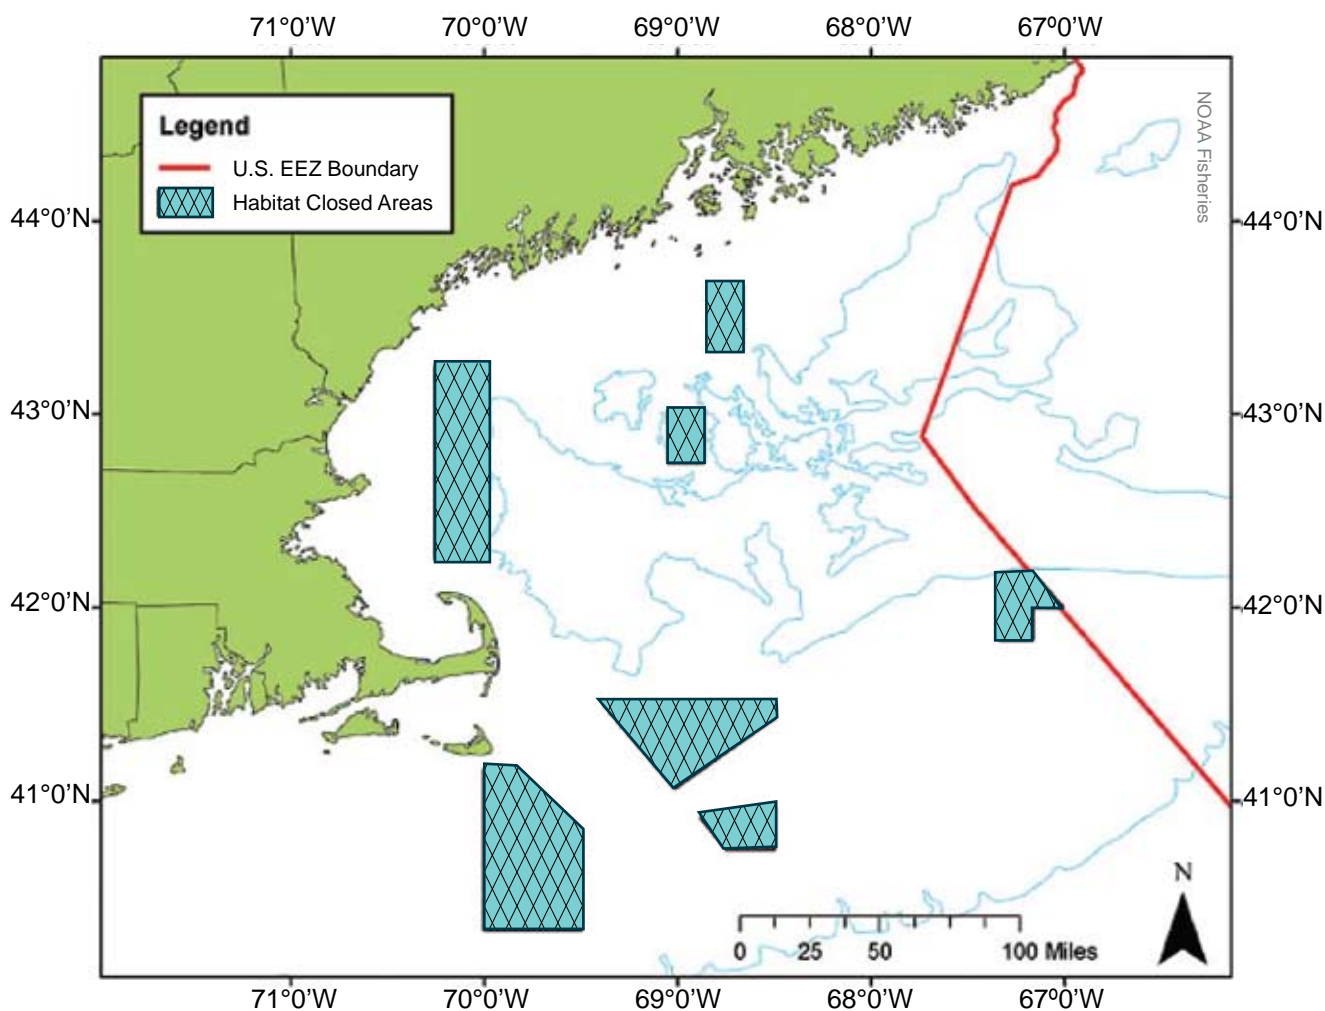 71°0’W 70°0’W 69°0’W 68°0’W 67º0’W
Legend
U.S. EEZ Boundary
Habitat Closed Areas
NOAA Fisheries
44°0’N 44°0’N
43°0’N 43°0’N
42°0’N 42°0’N
41°0’N 41°0’N
N
0 25 50 100 Miles
71°0’W 70°0’W 69°0’W 68°0’W 67°0’W